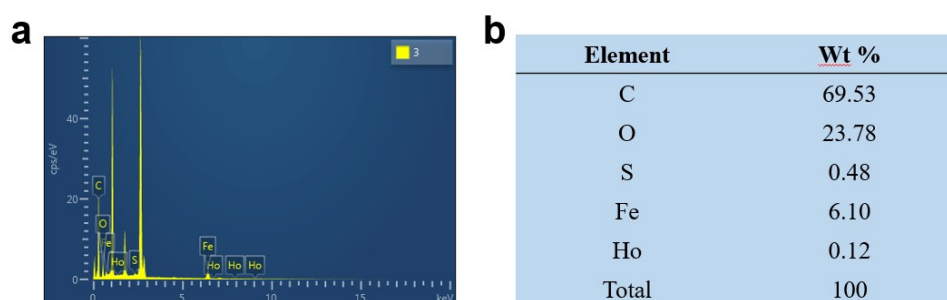 a
b
3
Element Wt %
C 69.53
O 23.78
S 0.48
Fe 6.10
Ho 0.12
Total 100
cps/eV
40
20
0
C
O
Fe
Ho
S
Fe
Ho
Ho
Ho
0 5 10 15 keV